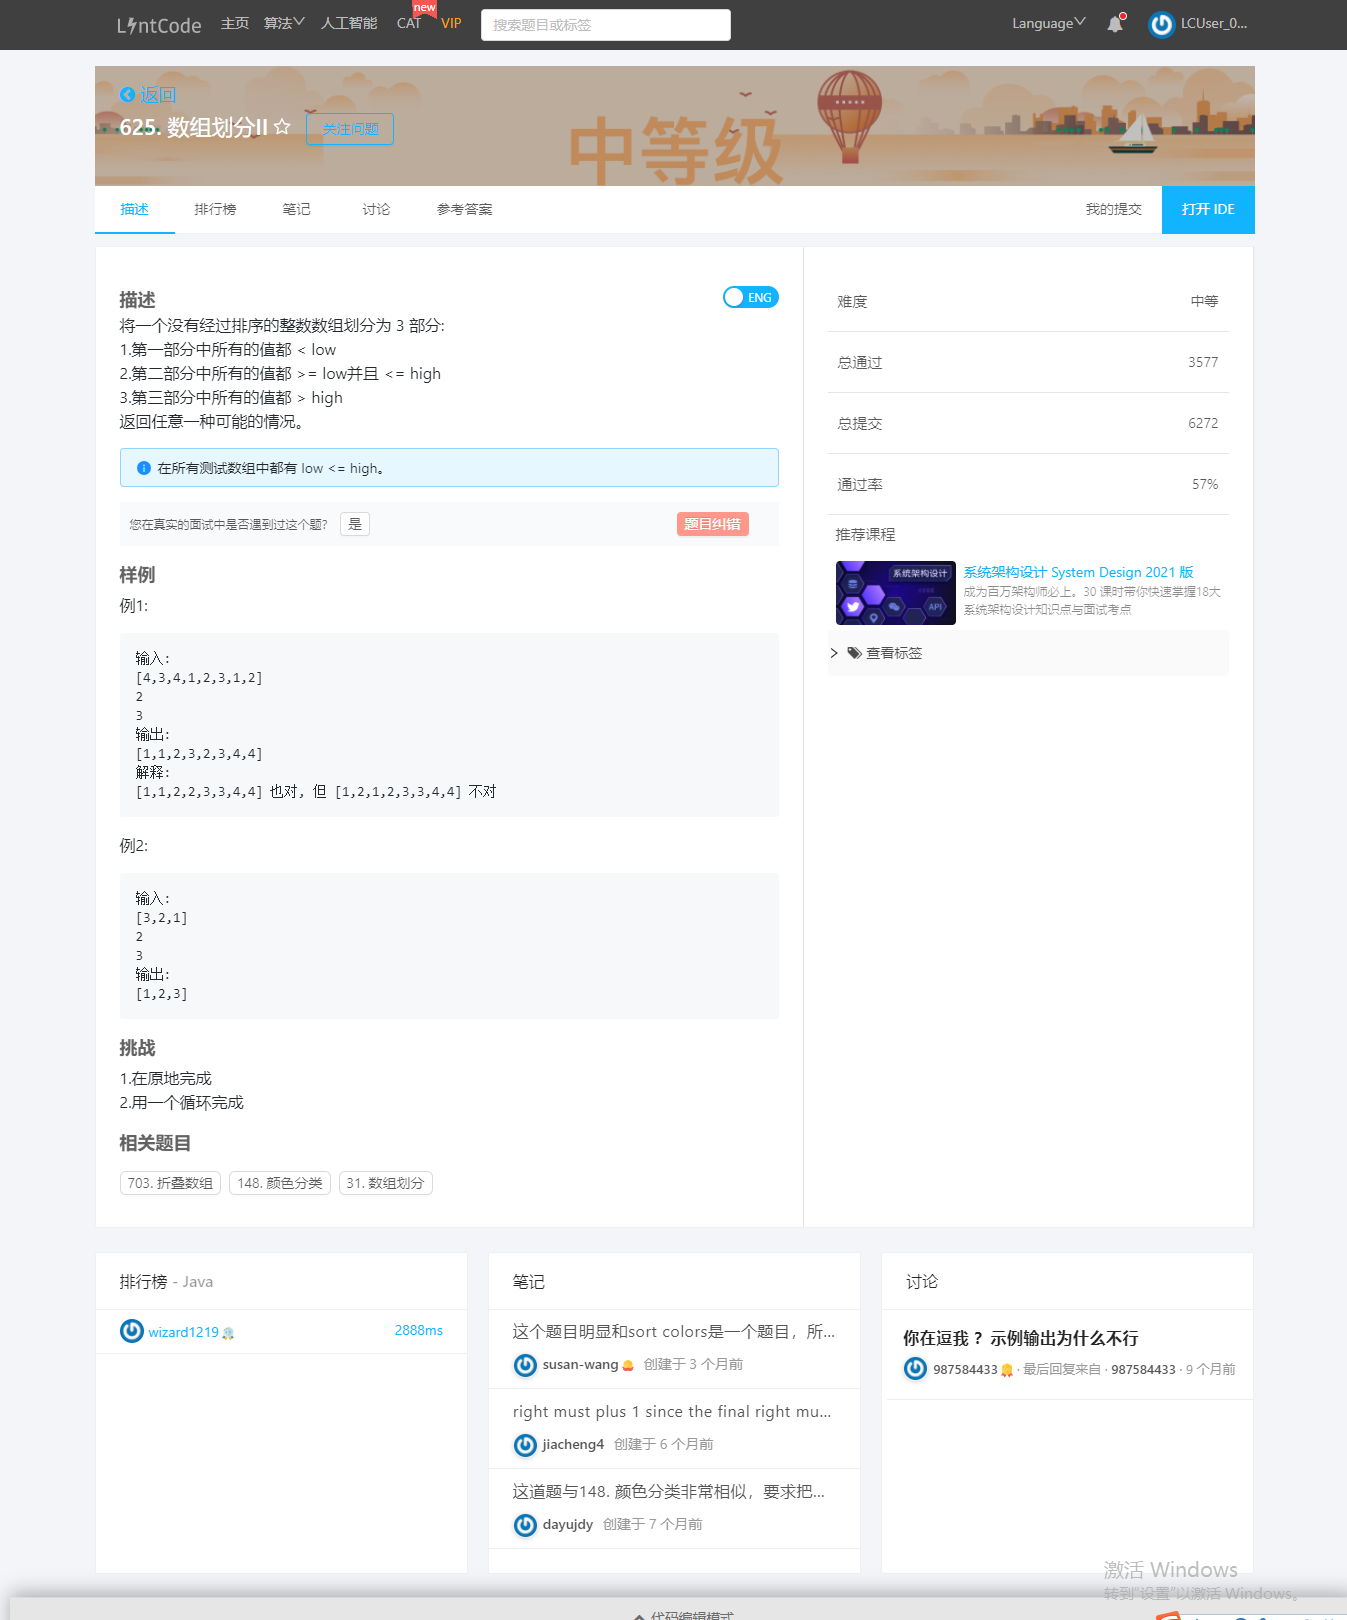 LintCode 主页 算法 人工智能 CAT new VIP 搜索题目或标签 Language LCUser_0...
返回
625. 数组划分II 关注问题
中等级
描述 排行榜 笔记 讨论 参考答案 我的提交 打开 IDE
描述 ENG
将一个没有经过排序的整数数组划分为 3 部分:
1.第一部分中所有的值都 < low
2.第二部分中所有的值都 >= low并且 <= high
3.第三部分中所有的值都 > high
返回任意一种可能的情况。
在所有测试数组中都有 low <= high。
您在真实的面试中是否遇到过这个题? 是 题目纠错
样例
例1:
输入:
[4,3,4,1,2,3,1,2]
2
3
输出:
[1,1,2,3,2,3,4,4]
解释:
[1,1,2,2,3,3,4,4] 也对, 但 [1,2,1,2,3,3,4,4] 不对
例2:
输入:
[3,2,1]
2
3
输出:
[1,2,3]
挑战
1.在原地完成
2.用一个循环完成
相关题目
703. 折叠数组 148. 颜色分类 31. 数组划分
难度 中等
总通过 3577
总提交 6272
通过率 57%
推荐课程
系统架构设计
API
系统架构设计 System Design 2021 版
成为百万架构师必上。30 课时带你快速掌握18大
系统架构设计知识点与面试考点
查看标签
排行榜 - Java
wizard1219 2888ms
笔记
这个题目明显和sort colors是一个题目，所...
susan-wang 创建于 3 个月前
right must plus 1 since the final right mu...
jiacheng4 创建于 6 个月前
这道题与148. 颜色分类非常相似，要求把...
dayujdy 创建于 7 个月前
讨论
你在逗我？ 示例输出为什么不行
987584433 · 最后回复来自 · 987584433 · 9 个月前
激活 Windows
转到"设置"以激活 Windows。
代码编辑模式